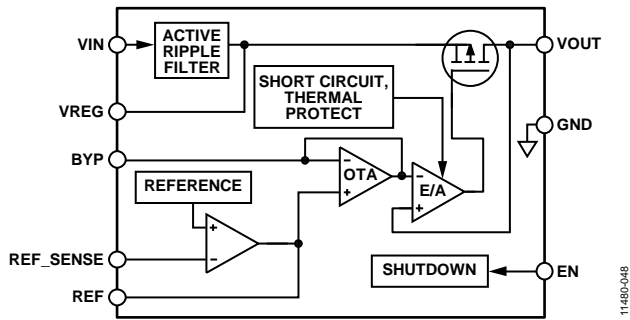 VIN
ACTIVE
RIPPLE
FILTER
VOUT
VREG
SHORT CIRCUIT,
THERMAL
PROTECT
GND
BYP
REFERENCE
–
OTA
+
–
E/A
+
+
–
REF_SENSE
REF
SHUTDOWN
EN
11480-048